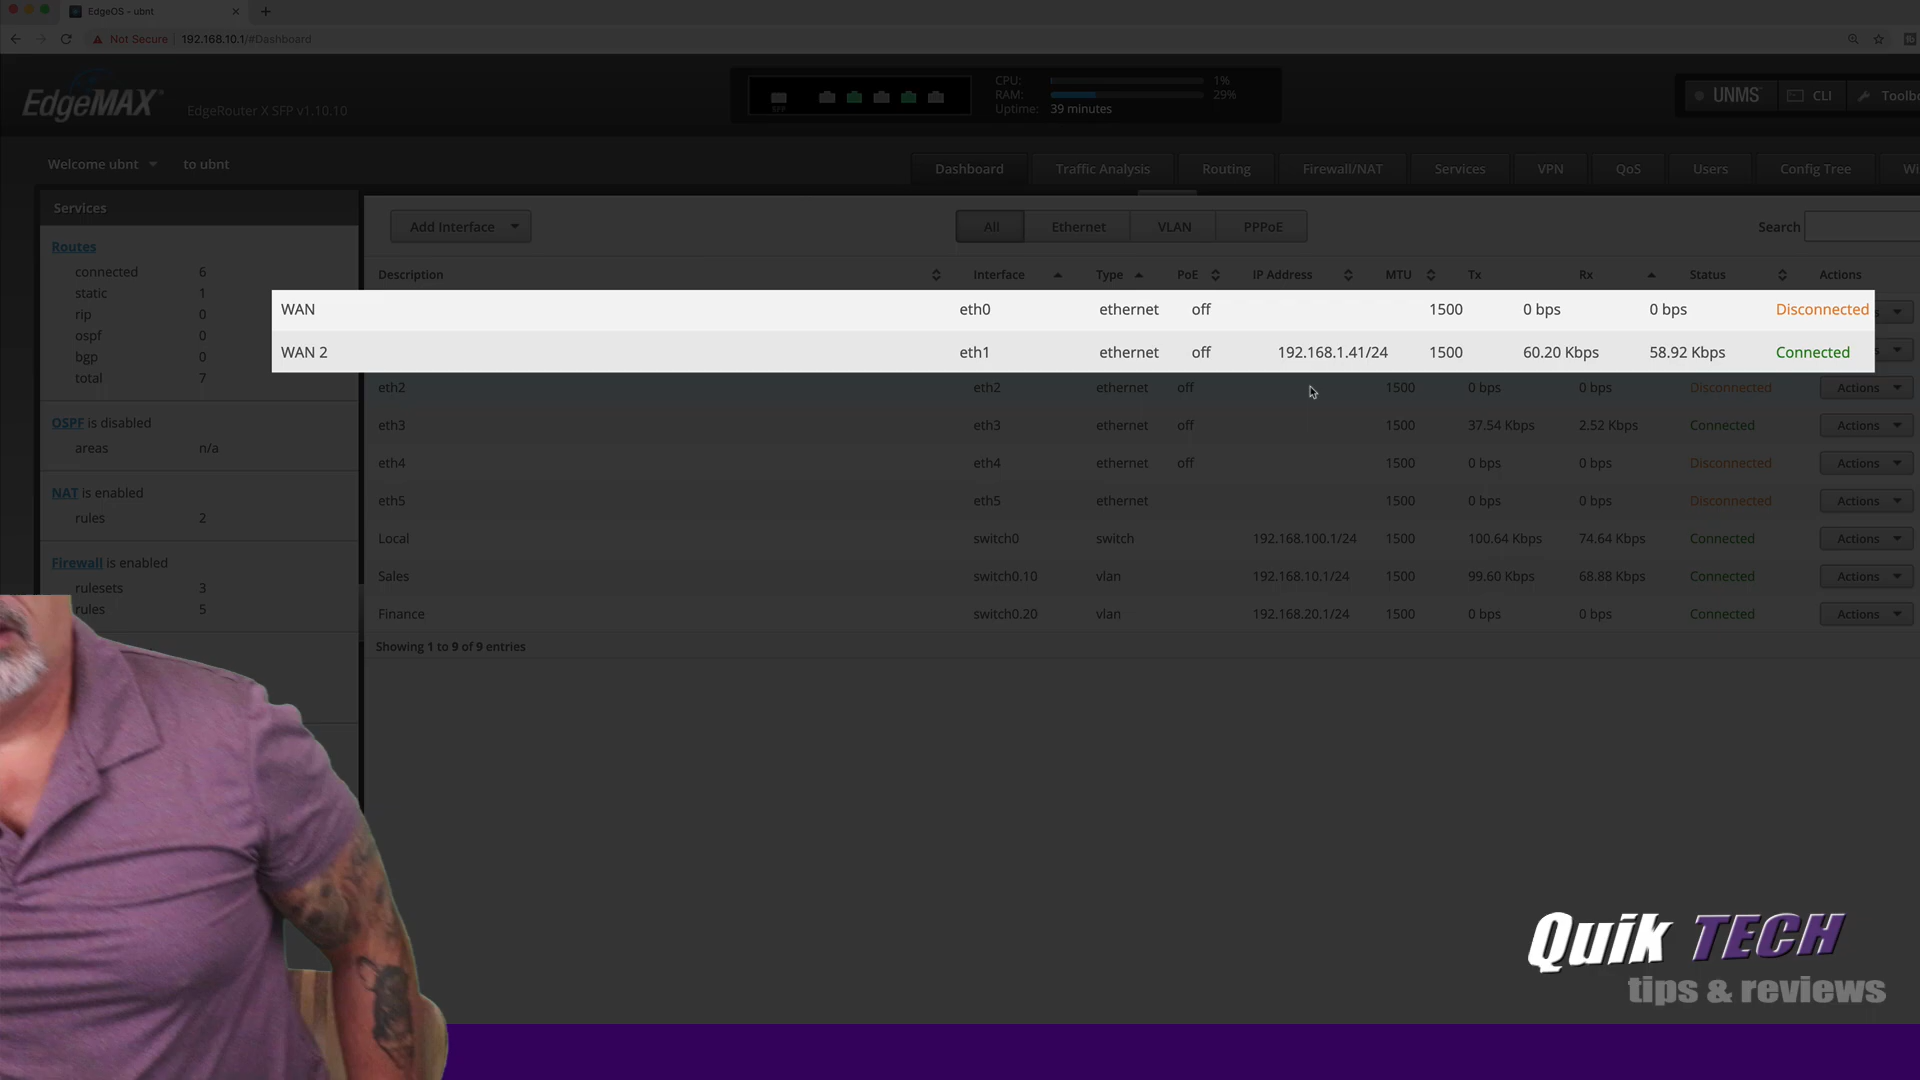 EdgeOS - ubnt
Not Secure 192.168.10.1/#Dashboard
EdgeMAX EdgeRouter X SFP v1.10.10
SFP
CPU: 1%
RAM: 29%
Uptime: 39 minutes
UNMS CLI Toolbo
Welcome ubnt to ubnt
Dashboard Traffic Analysis Routing Firewall/NAT Services VPN QoS Users Config Tree Wi
Services
Routes
connected 6
static 1
rip 0
ospf 0
bgp 0
total 7
OSPF is disabled
areas n/a
NAT is enabled
rules 2
Firewall is enabled
rulesets 3
rules 5
Add Interface All Ethernet VLAN PPPoE Search
Description Interface Type PoE IP Address MTU Tx Rx Status Actions
WAN eth0 ethernet off 1500 0 bps 0 bps Disconnected
WAN 2 eth1 ethernet off 192.168.1.41/24 1500 60.20 Kbps 58.92 Kbps Connected
eth2 eth2 ethernet off 1500 0 bps 0 bps Disconnected Actions
eth3 eth3 ethernet off 1500 37.54 Kbps 2.52 Kbps Connected Actions
eth4 eth4 ethernet off 1500 0 bps 0 bps Disconnected Actions
eth5 eth5 ethernet 1500 0 bps 0 bps Disconnected Actions
Local switch0 switch 192.168.100.1/24 1500 100.64 Kbps 74.64 Kbps Connected Actions
Sales switch0.10 vlan 192.168.10.1/24 1500 99.60 Kbps 68.88 Kbps Connected Actions
Finance switch0.20 vlan 192.168.20.1/24 1500 0 bps 0 bps Connected Actions
Showing 1 to 9 of 9 entries
Quik TECH
tips & reviews